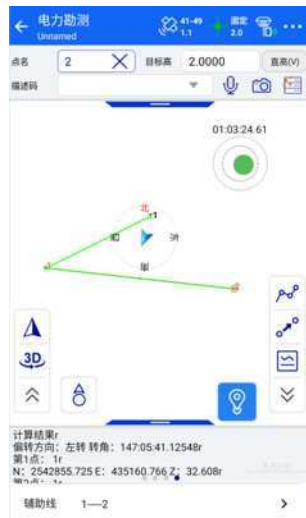 电力勘测
Unnamed
41-49
1.1
固定
2.0
点名 2 目标高 2.0000 直高(V)
描述码
01:03:24.61
北
1
3D
计算结果r
偏转方向: 左转 转角: 147:05:41.12548r
第1点: 1r
N: 2542855.725 E: 435160.766 Z: 32.608r
辅助线 1—2